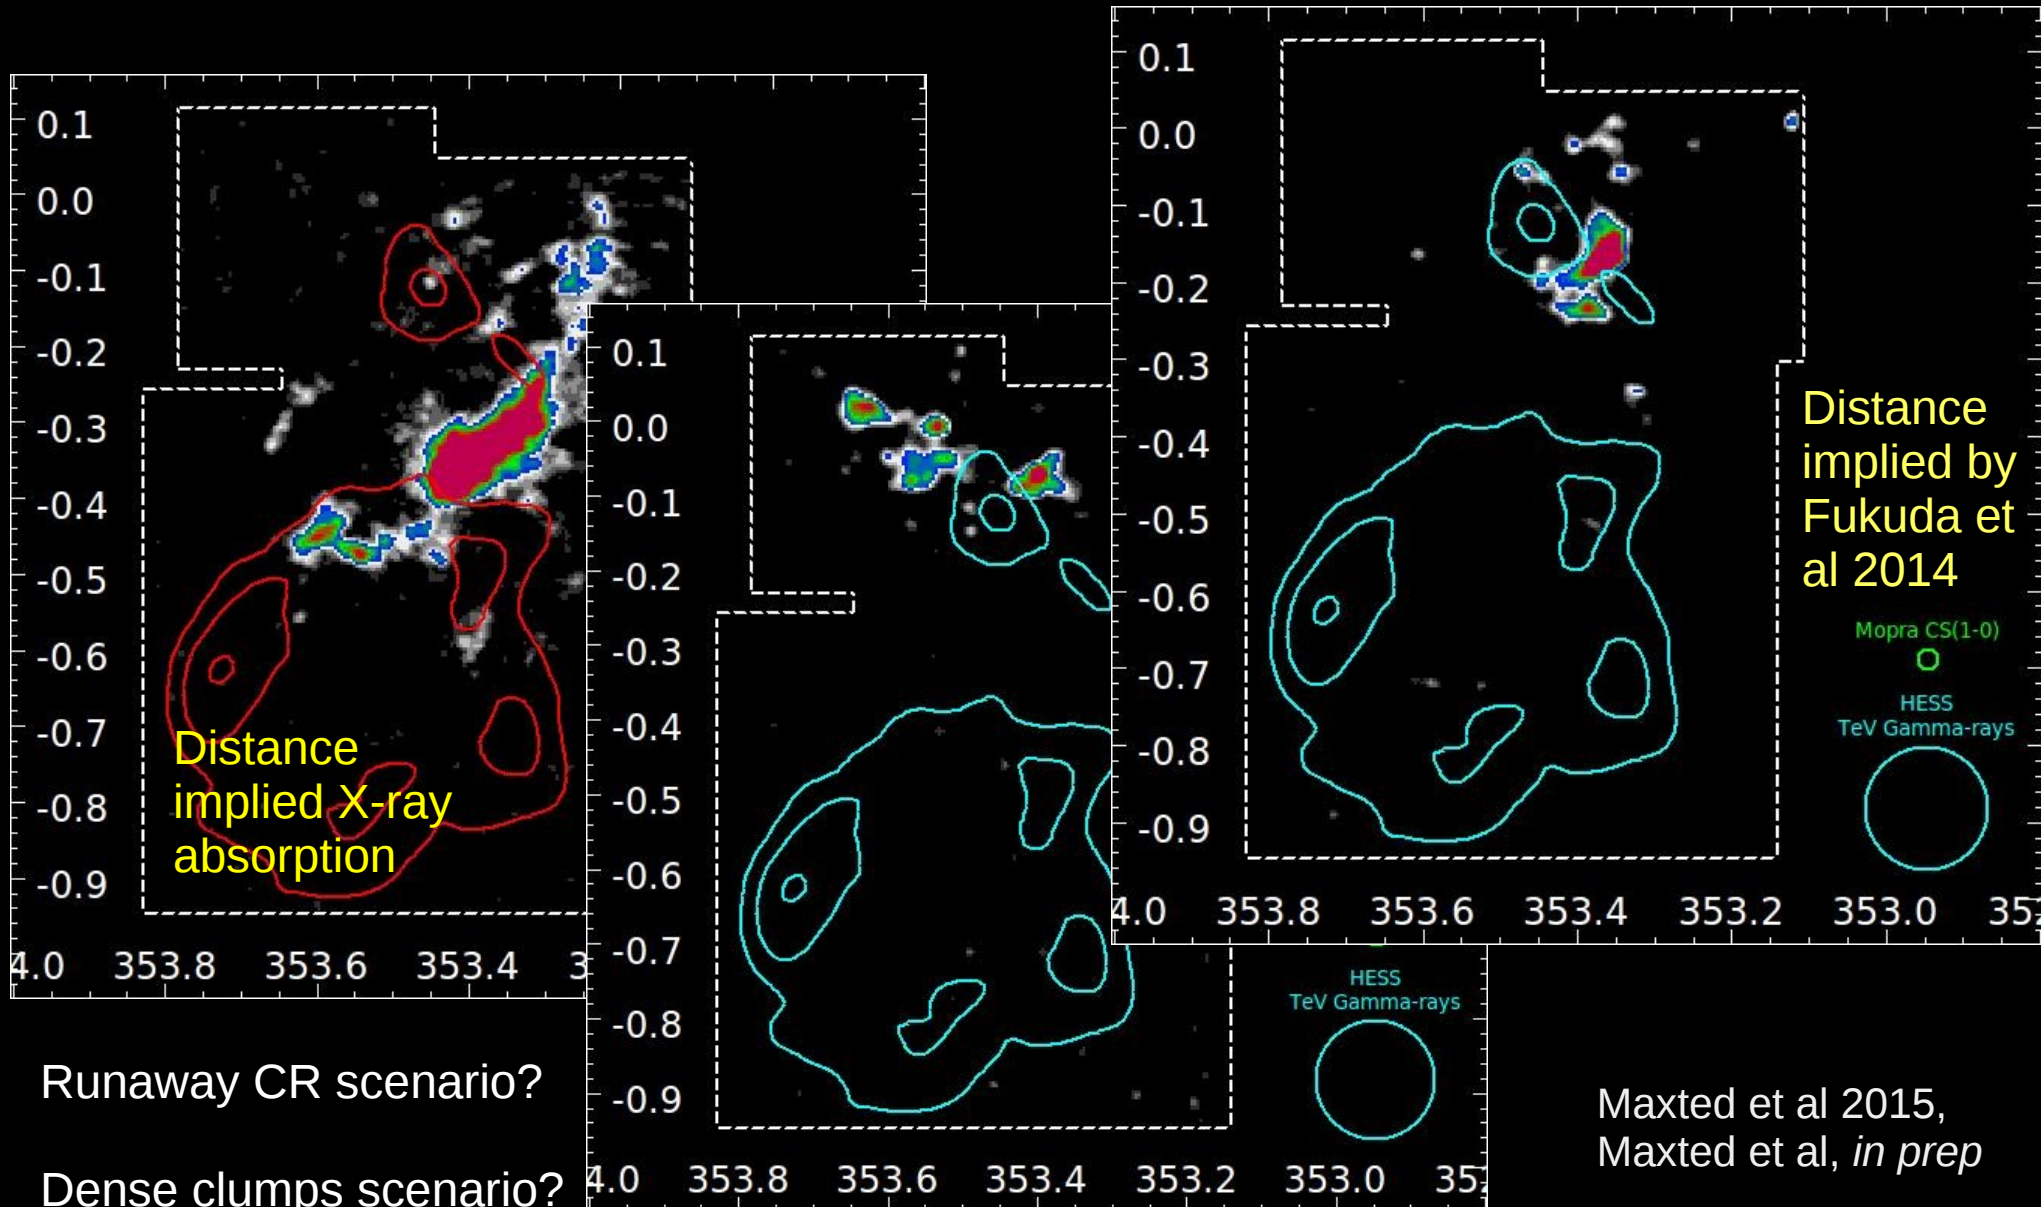 0.1
0.0
-0.1
-0.2
-0.3
-0.4
-0.5
-0.6
-0.7
-0.8
-0.9
4.0 353.8 353.6 353.4 3
Distance
implied X-ray
absorption
0.1
0.0
-0.1
-0.2
-0.3
-0.4
-0.5
-0.6
-0.7
-0.8
-0.9
4.0 353.8 353.6 353.4 353.2 353.0 35
HESS
TeV Gamma-rays
0.1
0.0
-0.1
-0.2
-0.3
-0.4
-0.5
-0.6
-0.7
-0.8
-0.9
4.0 353.8 353.6 353.4 353.2 353.0 35
Distance
implied by
Fukuda et
al 2014
Mopra CS(1-0)
HESS
TeV Gamma-rays
Runaway CR scenario?
Dense clumps scenario?
Maxted et al 2015,
Maxted et al, in prep